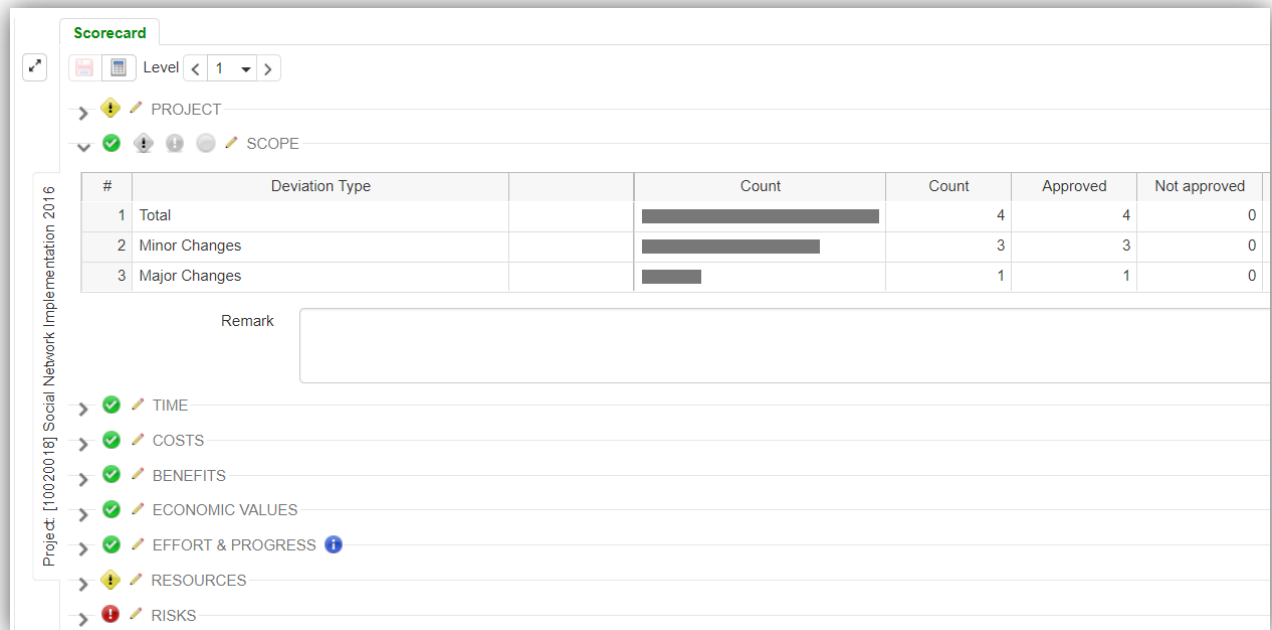 Scorecard
Level 1
PROJECT
SCOPE
# Deviation Type Count Count Approved Not approved
1 Total 4 4 0
2 Minor Changes 3 3 0
3 Major Changes 1 1 0
Remark
TIME
COSTS
BENEFITS
ECONOMIC VALUES
EFFORT & PROGRESS
RESOURCES
RISKS
Project: [10020018] Social Network Implementation 2016